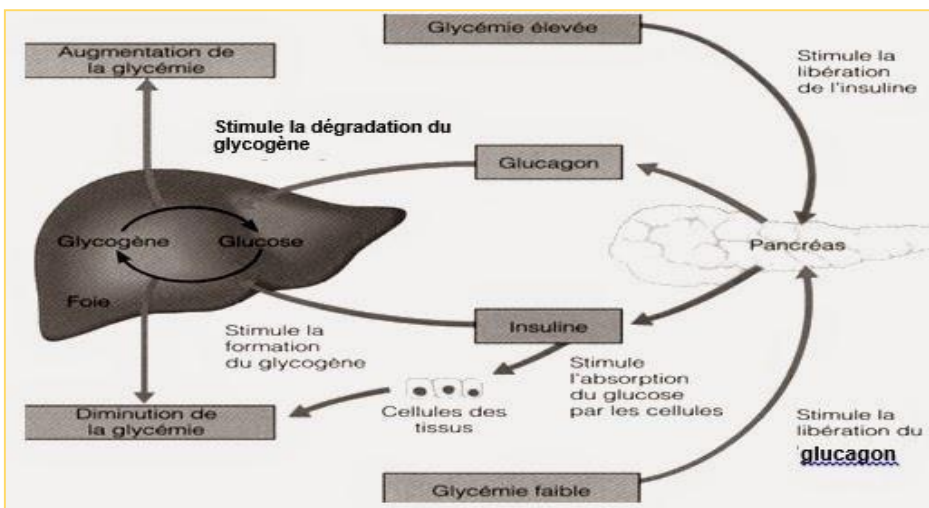 Glycémie élevée
Augmentation de
la glycémie
Stimule la
libération
de l'insuline
Stimule la dégradation du
glycogène
Glucagon
Glycogène
Glucose
Pancréas
Foie
Stimule la
formation
du glycogène
Insuline
Stimule
l'absorption
du glucose
par les cellules
Cellules des
tissus
Diminution de
la glycémie
Stimule la
libération du
glucagon
Glycémie faible